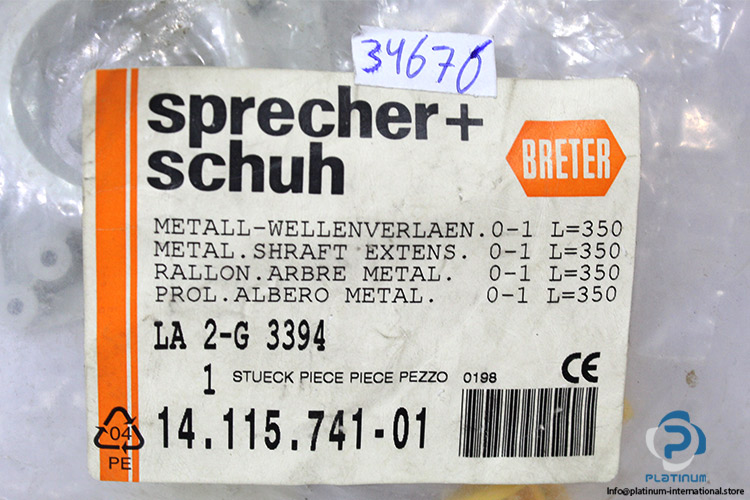 34676
sprecher+
schuh
BRETER
METALL-WELLENVERLAEN.0-1 L=350
METAL.SHRAFT EXTENS. 0-1 L=350
RALLON.ARBRE METAL. 0-1 L=350
PROL.ALBERO METAL. 0-1 L=350
LA 2-G 3394
1 STUECK PIECE PIECE PEZZO 0198 CE
04
PE
14.115.741-01
PLATINUM
Info@platinum-international.store